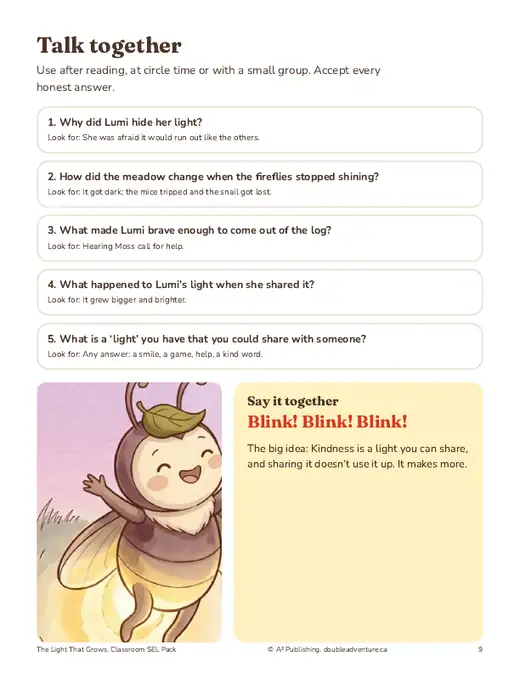 Talk together
Use after reading, at circle time or with a small group. Accept every
honest answer.
1. Why did Lumi hide her light?
Look for: She was afraid it would run out like the others.
2. How did the meadow change when the fireflies stopped shining?
Look for: It got dark; the mice tripped and the snail got lost.
3. What made Lumi brave enough to come out of the log?
Look for: Hearing Moss call for help.
4. What happened to Lumi's light when she shared it?
Look for: It grew bigger and brighter.
5. What is a ‘light’ you have that you could share with someone?
Look for: Any answer: a smile, a game, help, a kind word.
Say it together
Blink! Blink! Blink!
The big idea: Kindness is a light you can share,
and sharing it doesn't use it up. It makes more.
The Light That Grows. Classroom SEL Pack
© A² Publishing. doubleadventure.ca
9